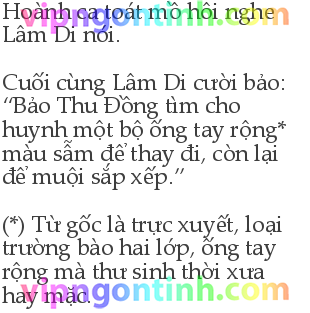 Hoành ca toát mồ hôi nghe
Lâm Di nói.
Cuối cùng Lâm Di cười bảo:
“Bảo Thu Đồng tìm cho
huynh một bộ ống tay rộng*
màu sẫm để thay đi, còn lại
để muội sắp xếp.”
(*) Từ gốc là trực xuyết, loại
trường bào hai lớp, ống tay
rộng mà thư sinh thời xưa
hay mặc.
vipngontinh.com
vipngontinh.com